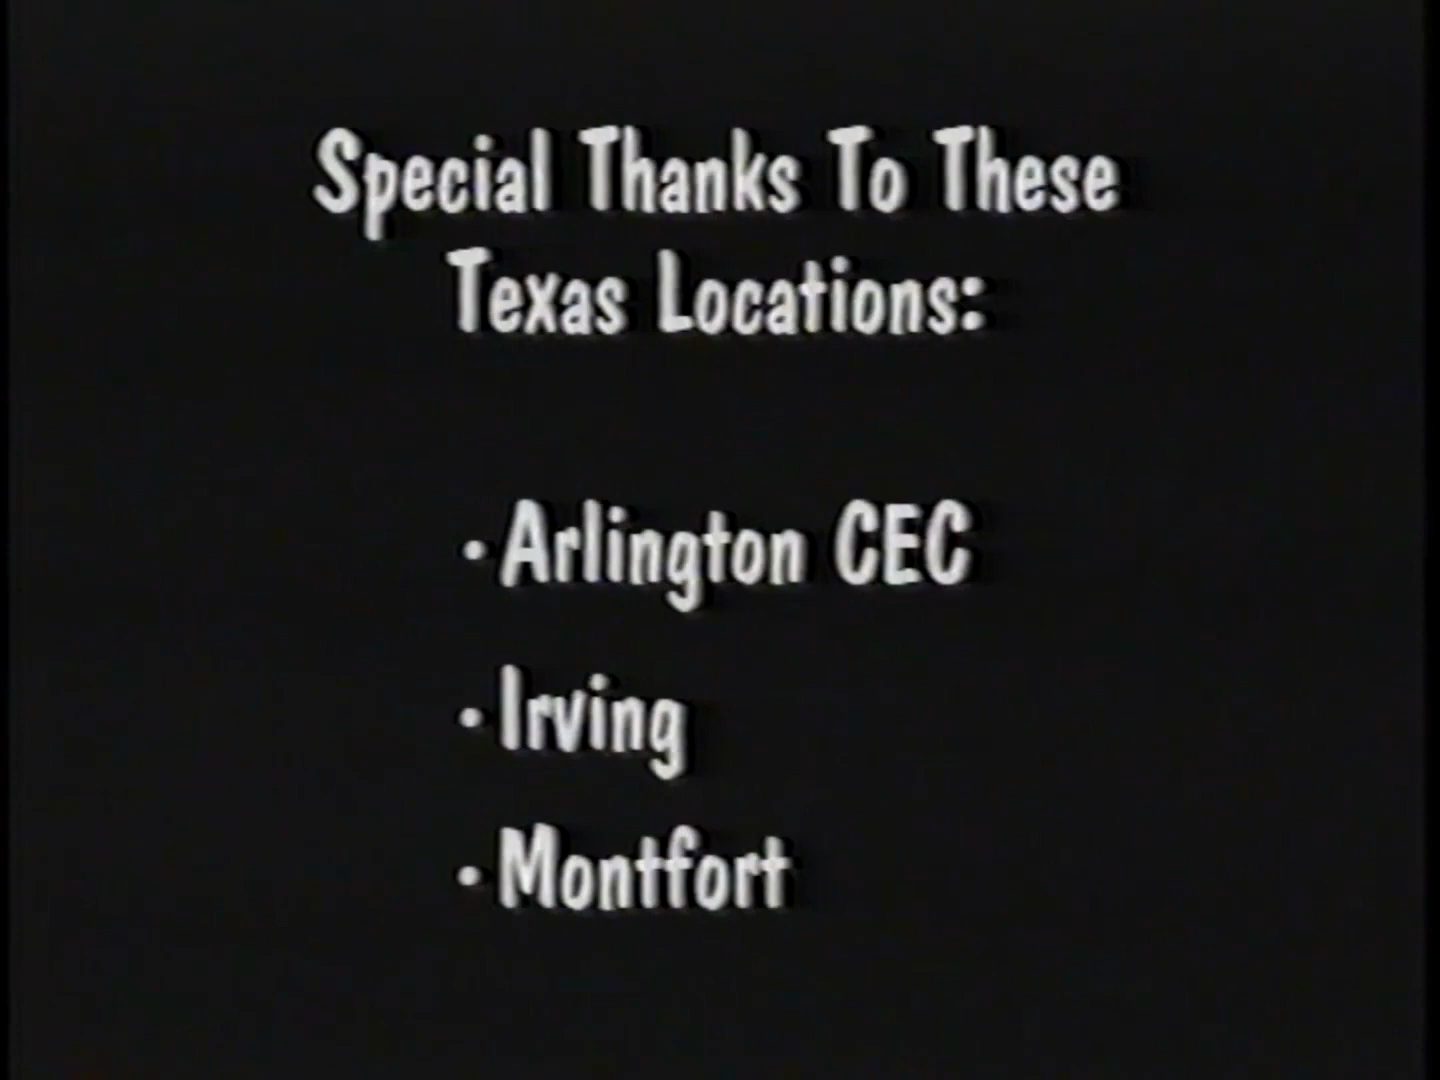 Special Thanks To These
Texas Locations:
·Arlington CEC
·Irving
·Montfort